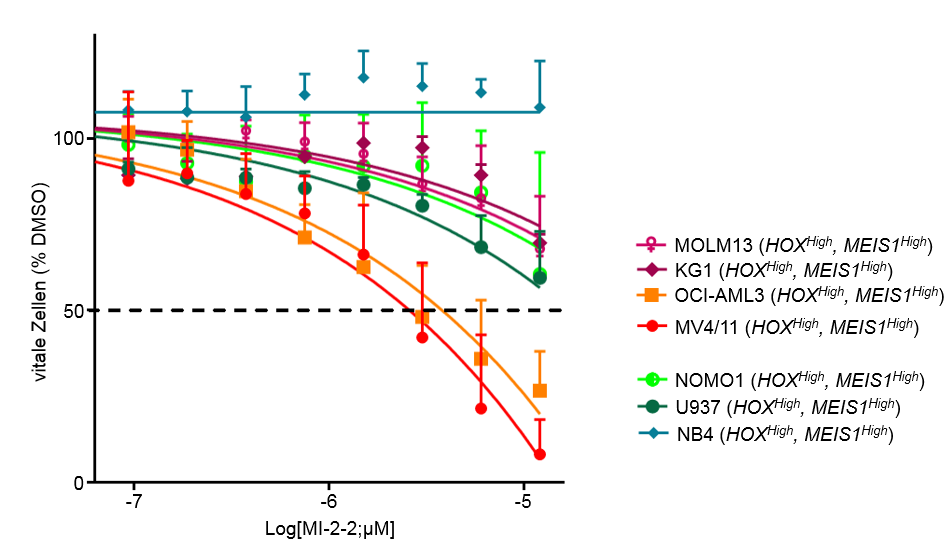 100
50
0
vitale Zellen (% DMSO)
-7
-6
-5
Log[MI-2-2;µM]
MOLM13 (HOXHigh, MEIS1High)
KG1 (HOXHigh, MEIS1High)
OCI-AML3 (HOXHigh, MEIS1High)
MV4/11 (HOXHigh, MEIS1High)
NOMO1 (HOXHigh, MEIS1High)
U937 (HOXHigh, MEIS1High)
NB4 (HOXHigh, MEIS1High)